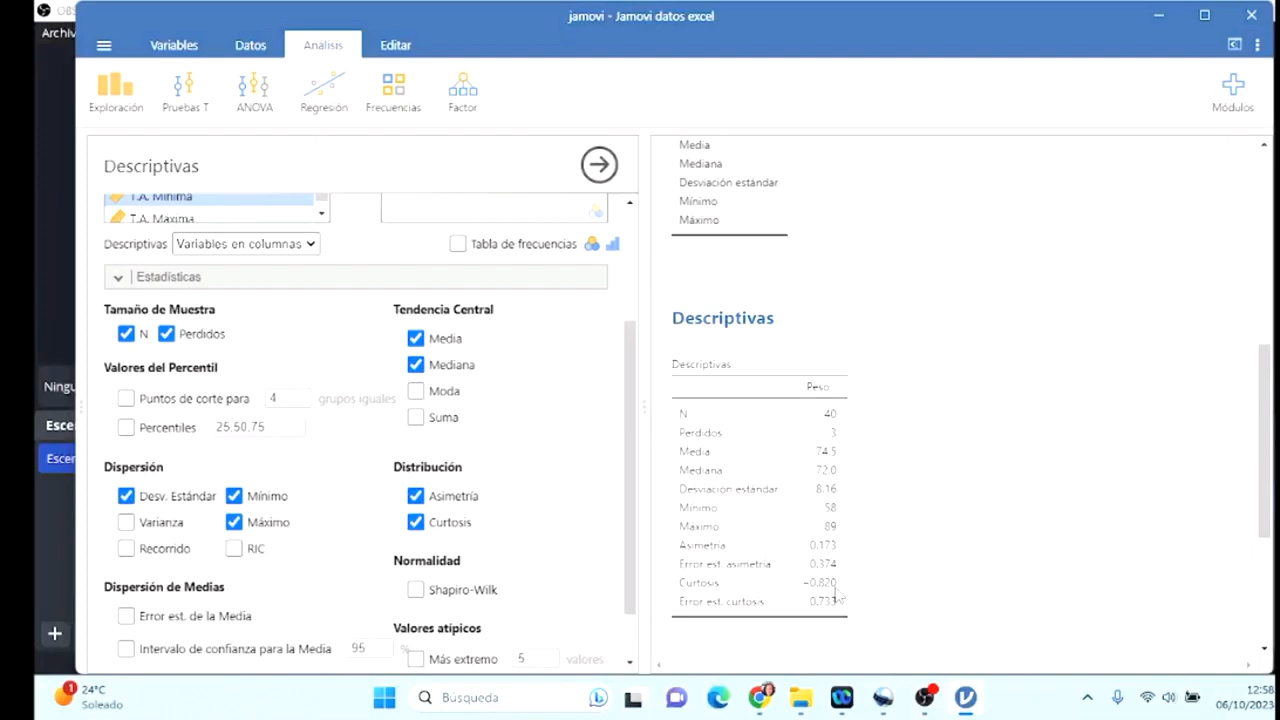 OBS
jamovi - Jamovi datos excel
Archiv
Variables
Datos
Análisis
Editar
Exploración
Pruebas T
ANOVA
Regresión
Frecuencias
Factor
Módulos
Descriptivas
T.A. Minima
T.A. Maxima
Descriptivas
Variables en columnas
Tabla de frecuencias
Estadísticas
Tamaño de Muestra
N
Perdidos
Valores del Percentil
Puntos de corte para 4 grupos iguales
Percentiles 25,50,75
Dispersión
Desv. Estándar
Mínimo
Varianza
Máximo
Recorrido
RIC
Dispersión de Medias
Error est. de la Media
Intervalo de confianza para la Media 95 %
Tendencia Central
Media
Mediana
Moda
Suma
Distribución
Asimetría
Curtosis
Normalidad
Shapiro-Wilk
Valores atípicos
Más extremo 5 valores
Media
Mediana
Desviación estándar
Mínimo
Máximo
Descriptivas
Descriptivas
Peso
N 40
Perdidos 3
Media 74.5
Mediana 72.0
Desviación estándar 8.16
Mínimo 58
Máximo 89
Asimetría 0.173
Error est. asimetría 0.374
Curtosis -0.820
Error est. curtosis 0.733
Ningu
Esce
Escer
1
24°C
Soleado
Búsqueda
12:58
06/10/2023